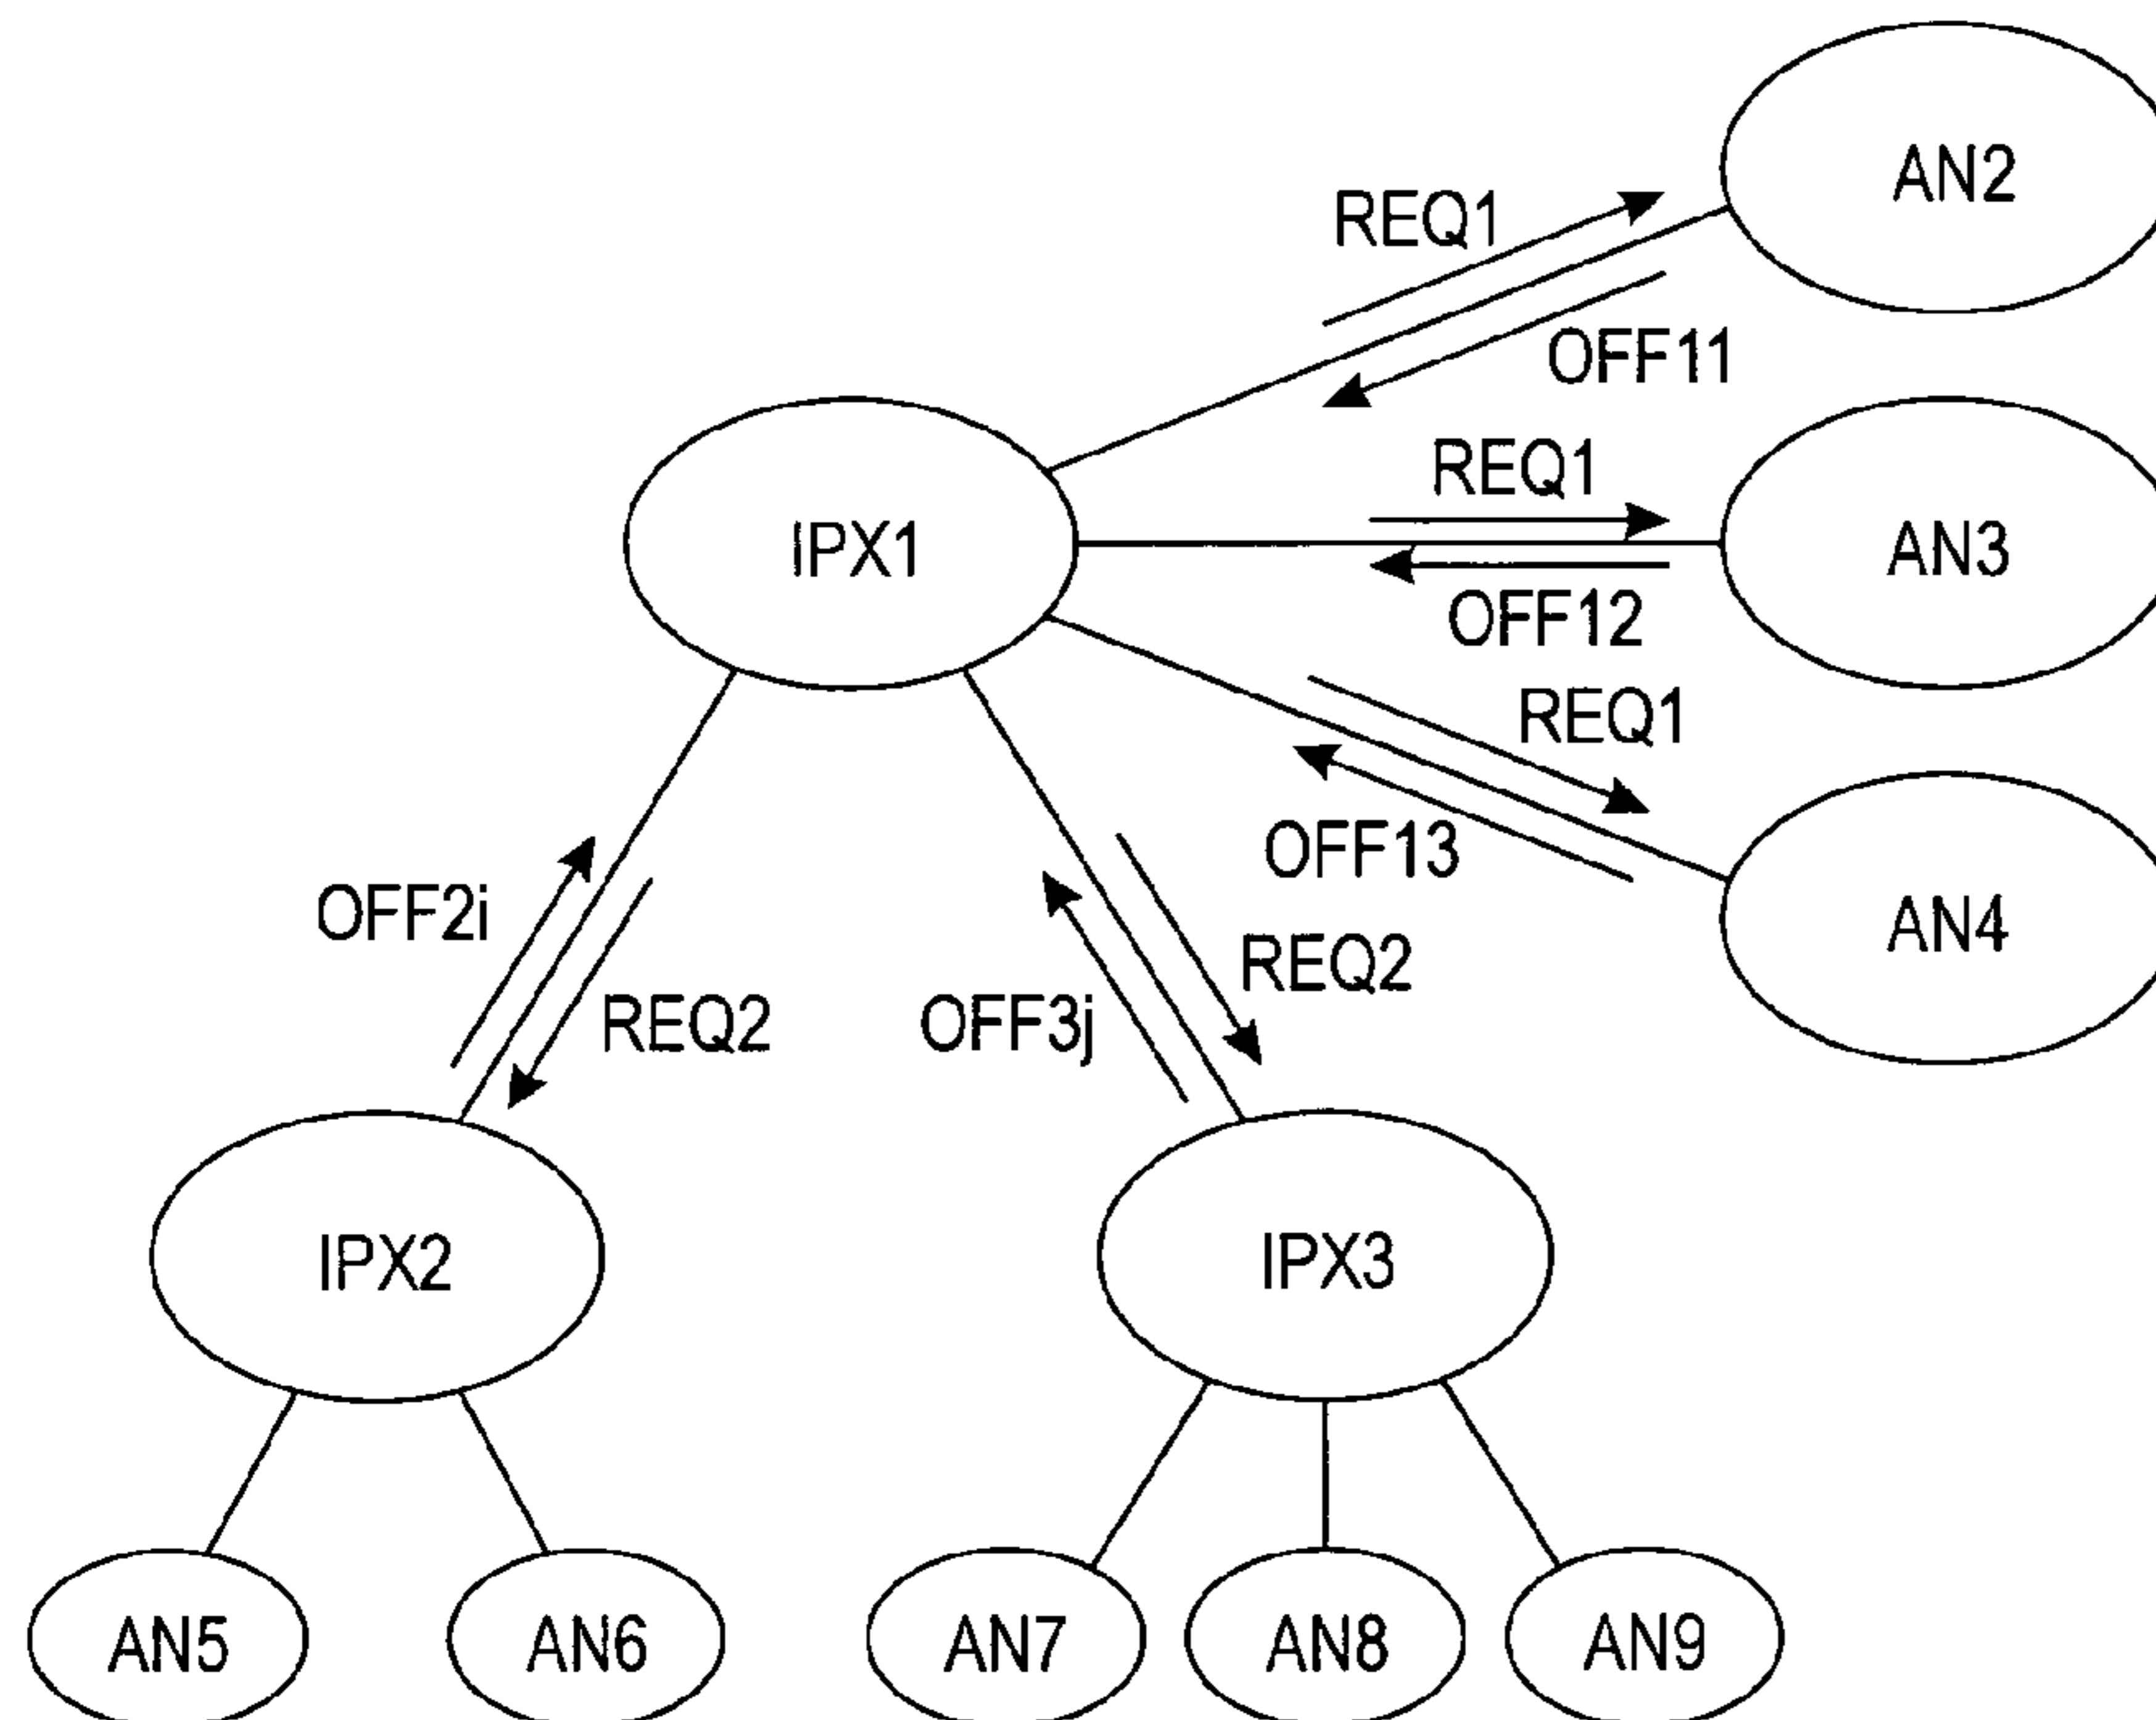 AN2
REQ1
OFF11
REQ1
IPX1
AN3
OFF12
REQ1
OFF13
OFF2i
AN4
REQ2
OFF3j
REQ2
IPX2
IPX3
AN5
AN6
AN7
AN8
AN9